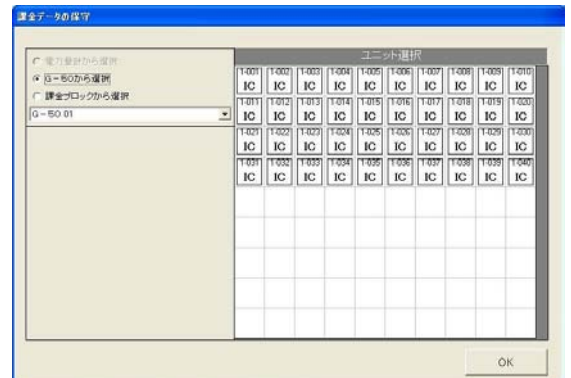 課金データの保守
電力量計から選択
G-50から選択
課金ブロックから選択
G-50 01
ユニット選択
1-001 1-002 1-003 1-004 1-005 1-006 1-007 1-008 1-009 1-010
IC IC IC IC IC IC IC IC IC IC
1-011 1-012 1-013 1-014 1-015 1-016 1-017 1-018 1-019 1-020
IC IC IC IC IC IC IC IC IC IC
1-021 1-022 1-023 1-024 1-025 1-026 1-027 1-028 1-029 1-030
IC IC IC IC IC IC IC IC IC IC
1-031 1-032 1-033 1-034 1-035 1-036 1-037 1-038 1-039 1-040
IC IC IC IC IC IC IC IC IC IC
OK